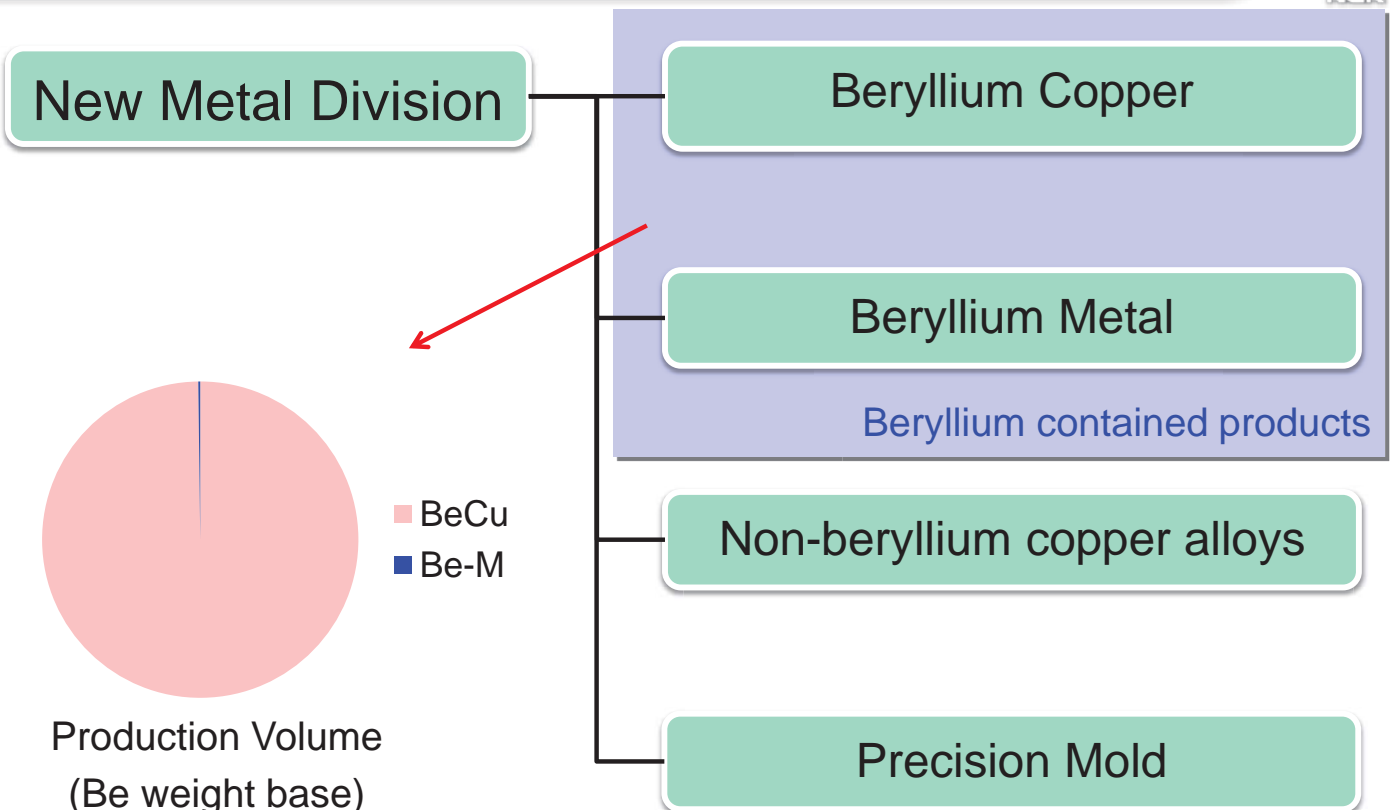 New Metal Division
Beryllium Copper
Beryllium Metal
Beryllium contained products
Non-beryllium copper alloys
Precision Mold
BeCu
Be-M
Production Volume
(Be weight base)